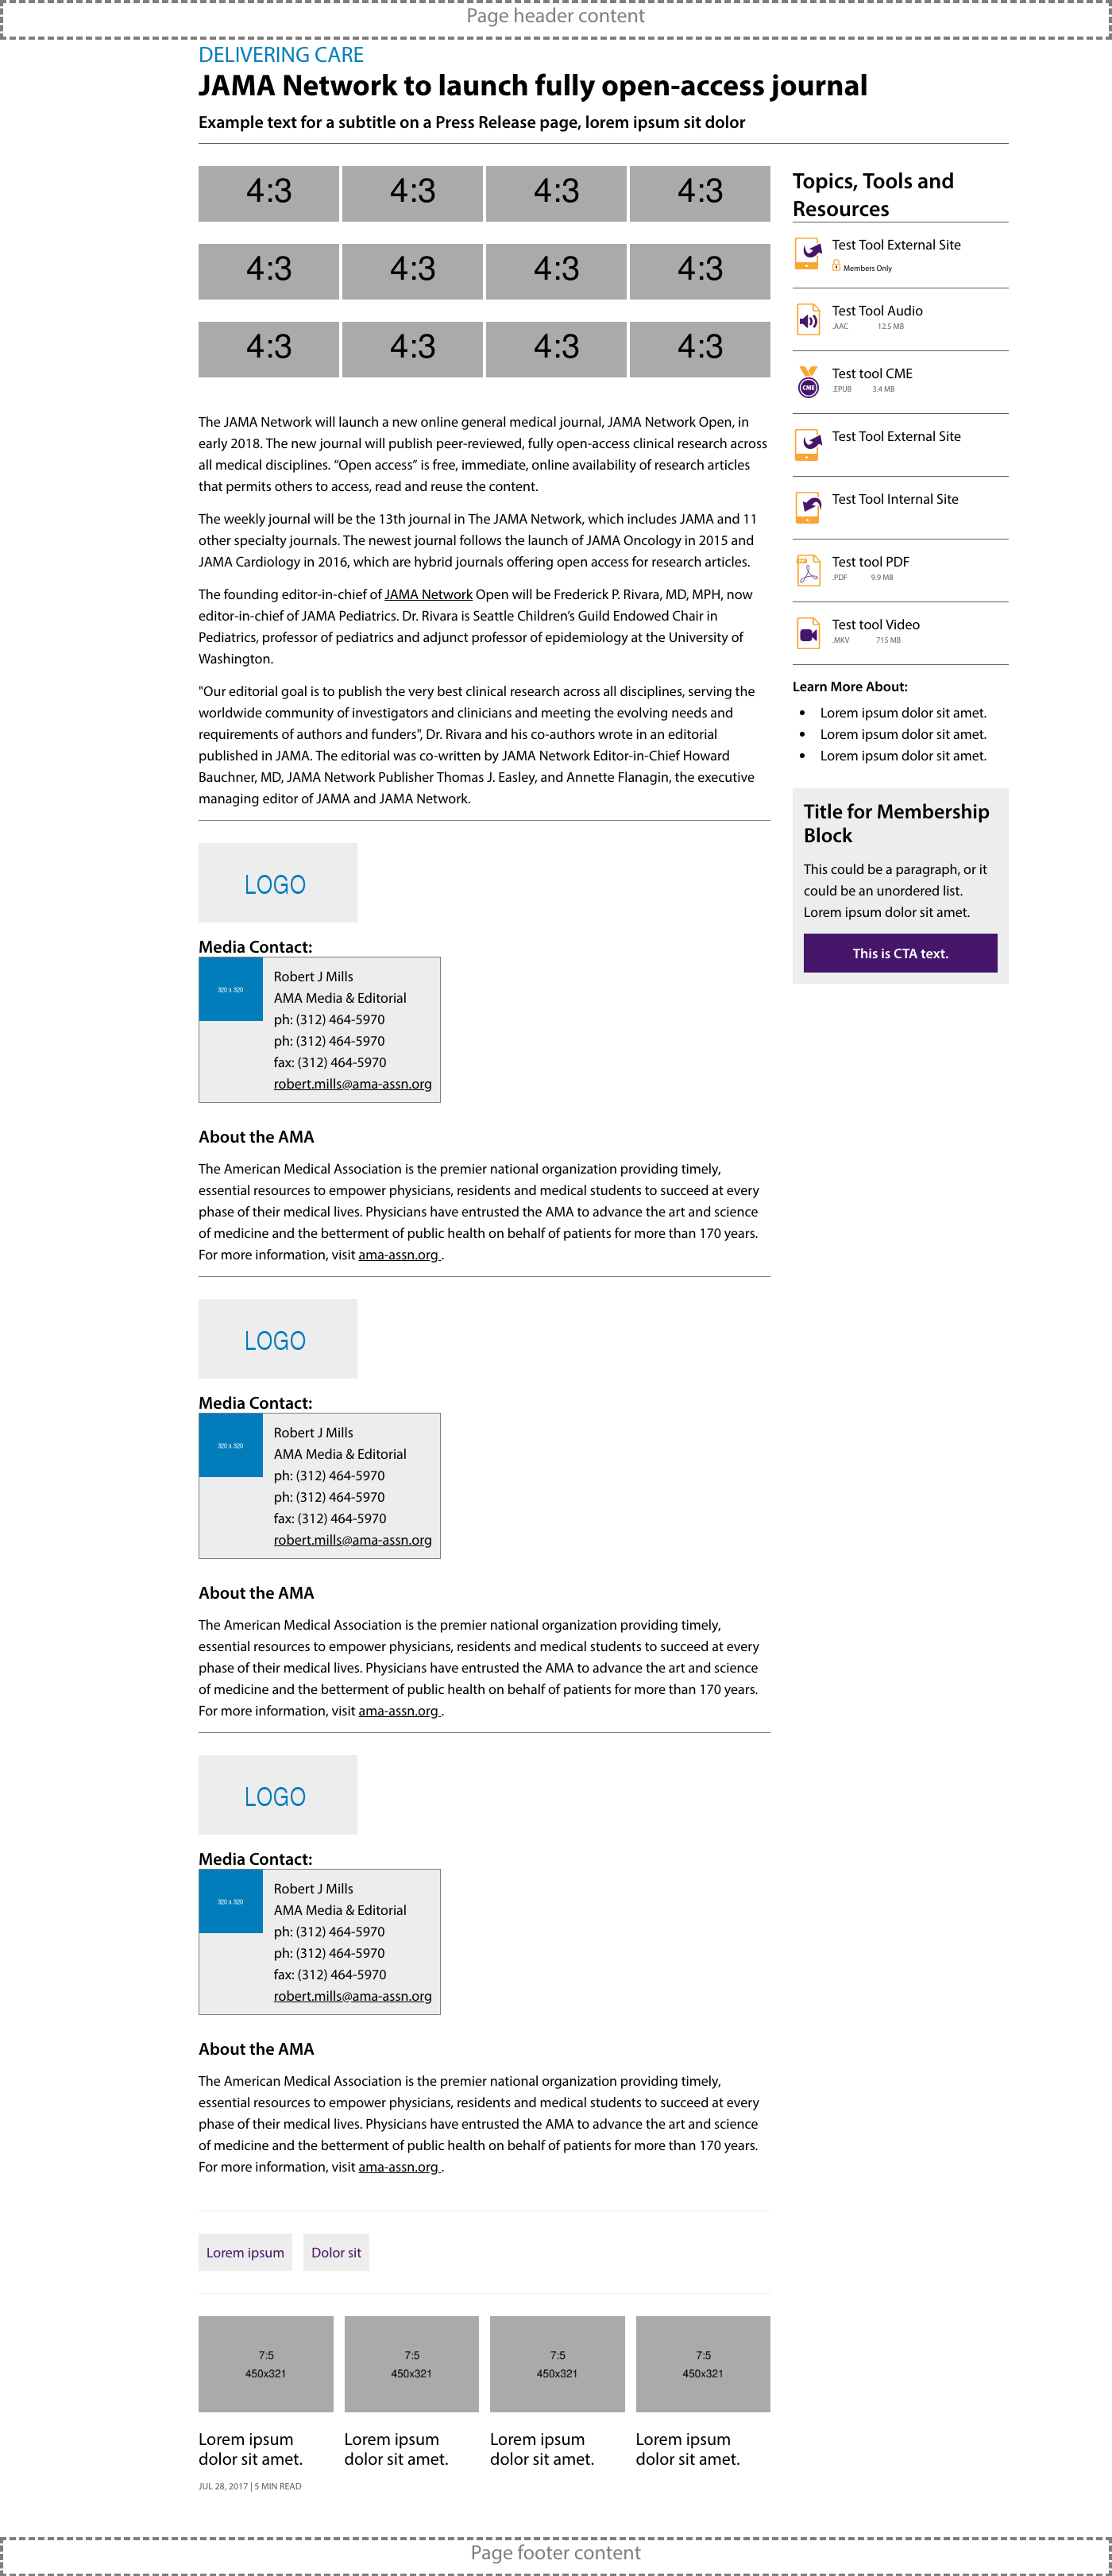 Page header content
DELIVERING CARE
JAMA Network to launch fully open-access journal
Example text for a subtitle on a Press Release page, lorem ipsum sit dolor
4:3 4:3 4:3 4:3
4:3 4:3 4:3 4:3
4:3 4:3 4:3 4:3
The JAMA Network will launch a new online general medical journal, JAMA Network Open, in
early 2018. The new journal will publish peer-reviewed, fully open-access clinical research across
all medical disciplines. “Open access” is free, immediate, online availability of research articles
that permits others to access, read and reuse the content.
The weekly journal will be the 13th journal in The JAMA Network, which includes JAMA and 11
other specialty journals. The newest journal follows the launch of JAMA Oncology in 2015 and
JAMA Cardiology in 2016, which are hybrid journals offering open access for research articles.
The founding editor-in-chief of JAMA Network Open will be Frederick P. Rivara, MD, MPH, now
editor-in-chief of JAMA Pediatrics. Dr. Rivara is Seattle Children’s Guild Endowed Chair in
Pediatrics, professor of pediatrics and adjunct professor of epidemiology at the University of
Washington.
"Our editorial goal is to publish the very best clinical research across all disciplines, serving the
worldwide community of investigators and clinicians and meeting the evolving needs and
requirements of authors and funders", Dr. Rivara and his co-authors wrote in an editorial
published in JAMA. The editorial was co-written by JAMA Network Editor-in-Chief Howard
Bauchner, MD, JAMA Network Publisher Thomas J. Easley, and Annette Flanagin, the executive
managing editor of JAMA and JAMA Network.
LOGO
Media Contact:
320 x 320
Robert J Mills
AMA Media & Editorial
ph: (312) 464-5970
ph: (312) 464-5970
fax: (312) 464-5970
robert.mills@ama-assn.org
About the AMA
The American Medical Association is the premier national organization providing timely,
essential resources to empower physicians, residents and medical students to succeed at every
phase of their medical lives. Physicians have entrusted the AMA to advance the art and science
of medicine and the betterment of public health on behalf of patients for more than 170 years.
For more information, visit ama-assn.org .
LOGO
Media Contact:
320 x 320
Robert J Mills
AMA Media & Editorial
ph: (312) 464-5970
ph: (312) 464-5970
fax: (312) 464-5970
robert.mills@ama-assn.org
About the AMA
The American Medical Association is the premier national organization providing timely,
essential resources to empower physicians, residents and medical students to succeed at every
phase of their medical lives. Physicians have entrusted the AMA to advance the art and science
of medicine and the betterment of public health on behalf of patients for more than 170 years.
For more information, visit ama-assn.org .
LOGO
Media Contact:
320 x 320
Robert J Mills
AMA Media & Editorial
ph: (312) 464-5970
ph: (312) 464-5970
fax: (312) 464-5970
robert.mills@ama-assn.org
About the AMA
The American Medical Association is the premier national organization providing timely,
essential resources to empower physicians, residents and medical students to succeed at every
phase of their medical lives. Physicians have entrusted the AMA to advance the art and science
of medicine and the betterment of public health on behalf of patients for more than 170 years.
For more information, visit ama-assn.org .
Lorem ipsum Dolor sit
7:5 7:5 7:5 7:5
450x321 450x321 450x321 450x321
Lorem ipsum Lorem ipsum Lorem ipsum Lorem ipsum
dolor sit amet. dolor sit amet. dolor sit amet. dolor sit amet.
JUL 28, 2017 | 5 MIN READ
Topics, Tools and
Resources
Test Tool External Site
Members Only
Test Tool Audio
.AAC 12.5 MB
CME
Test tool CME
.EPUB 3.4 MB
Test Tool External Site
Test Tool Internal Site
Test tool PDF
.PDF 9.9 MB
Test tool Video
.MKV 715 MB
Learn More About:
Lorem ipsum dolor sit amet.
Lorem ipsum dolor sit amet.
Lorem ipsum dolor sit amet.
Title for Membership
Block
This could be a paragraph, or it
could be an unordered list.
Lorem ipsum dolor sit amet.
This is CTA text.
Page footer content